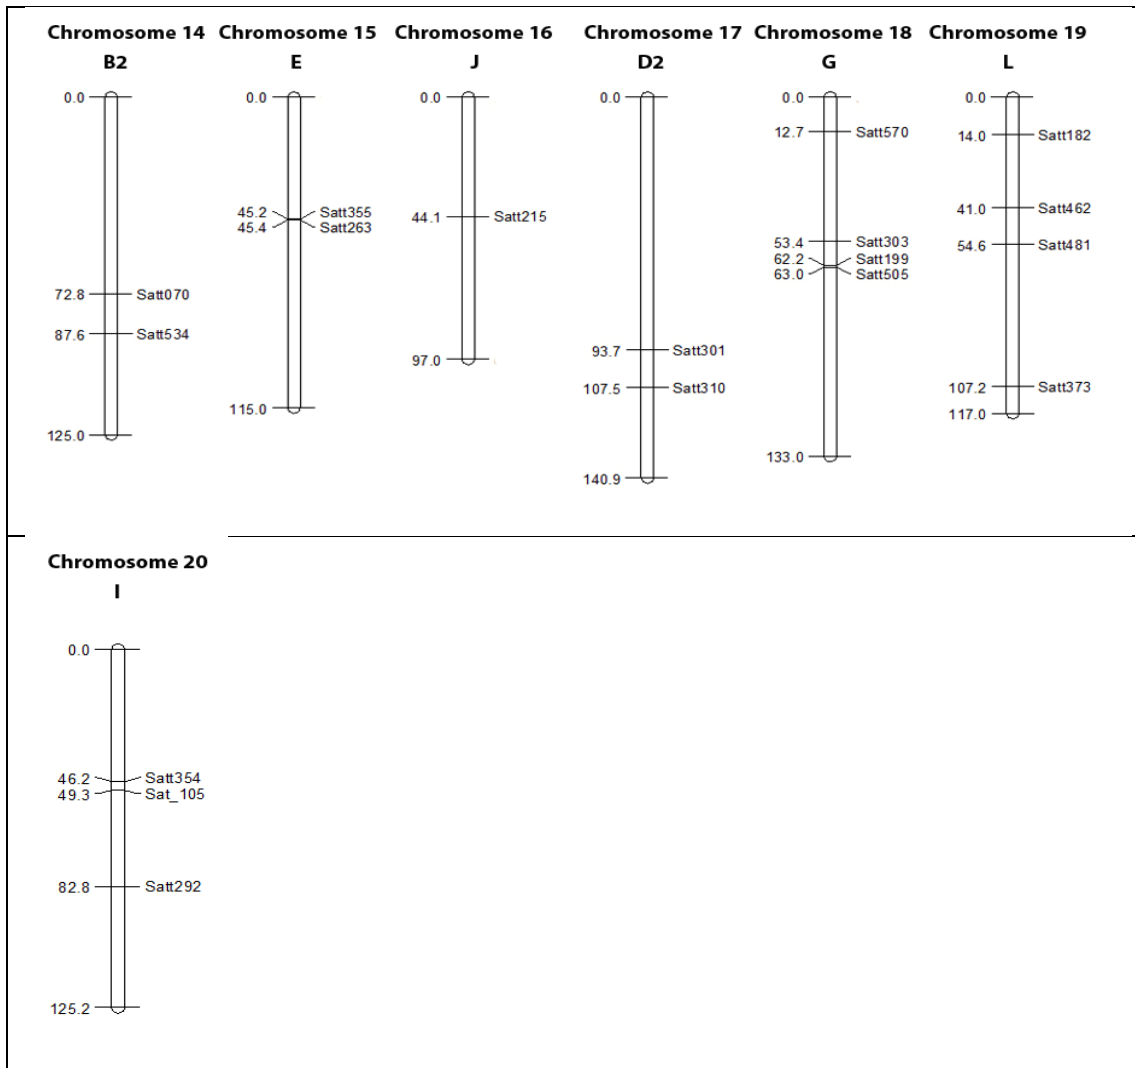 Chromosome 14 Chromosome 15 Chromosome 16 Chromosome 17 Chromosome 18 Chromosome 19
B2 E J D2 G L
0.0 0.0 0.0 0.0 0.0 0.0
12.7 Satt570
14.0 Satt182
41.0 Satt462
45.2 Satt355
44.1 Satt215
45.4 Satt263
53.4 Satt303
54.6 Satt481
62.2 Satt199
63.0 Satt505
72.8 Satt070
87.6 Satt534
93.7 Satt301
97.0
107.5 Satt310
107.2 Satt373
115.0
117.0
125.0
133.0
140.9
Chromosome 20
I
0.0
46.2 Satt354
49.3 Sat_105
82.8 Satt292
125.2